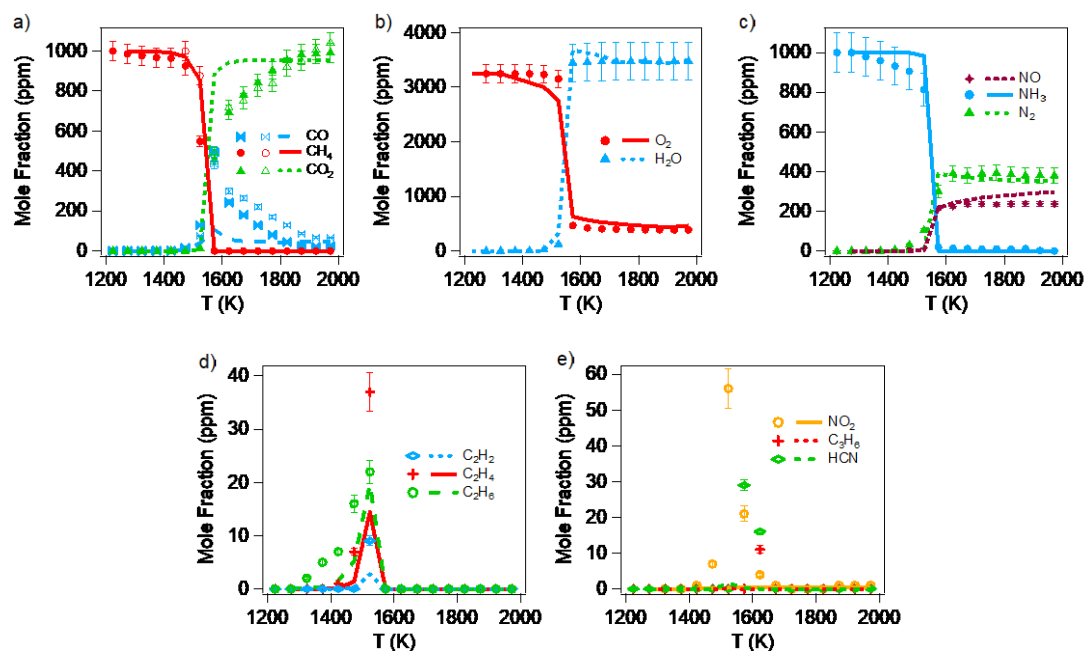 a)
Mole Fraction (ppm)
1000
800
600
400
200
0
CO
CH4
CO2
1200 1400 1600 1800 2000
T (K)
b)
Mole Fraction (ppm)
4000
3000
2000
1000
0
O2
H2O
1200 1400 1600 1800 2000
T (K)
c)
Mole Fraction (ppm)
1000
800
600
400
200
0
NO
NH3
N2
1200 1400 1600 1800 2000
T (K)
d)
Mole Fraction (ppm)
40
30
20
10
0
C2H2
C2H4
C2H6
1200 1400 1600 1800 2000
T (K)
e)
Mole Fraction (ppm)
60
50
40
30
20
10
0
NO2
C3H6
HCN
1200 1400 1600 1800 2000
T (K)